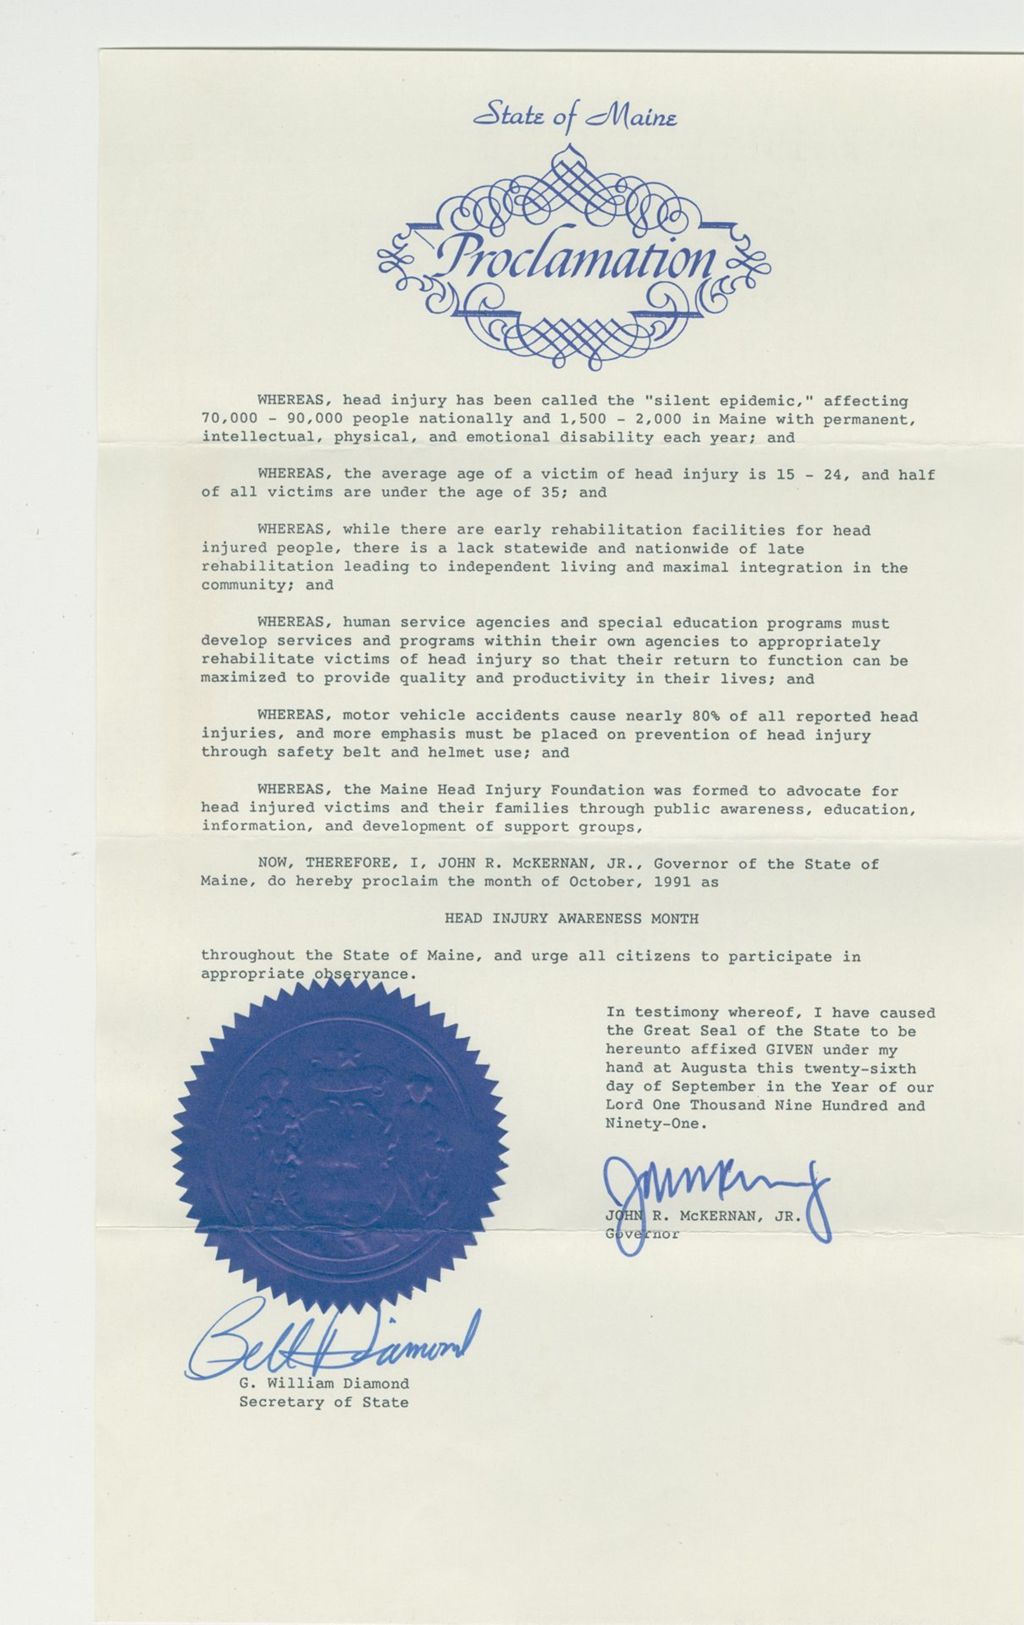 State of Maine
Proclamation
WHEREAS, head injury has been called the "silent epidemic," affecting
70,000 - 90,000 people nationally and 1,500 - 2,000 in Maine with permanent,
intellectual, physical, and emotional disability each year; and
WHEREAS, the average age of a victim of head injury is 15 - 24, and half
of all victims are under the age of 35; and
WHEREAS, while there are early rehabilitation facilities for head
injured people, there is a lack statewide and nationwide of late
rehabilitation leading to independent living and maximal integration in the
community; and
WHEREAS, human service agencies and special education programs must
develop services and programs within their own agencies to appropriately
rehabilitate victims of head injury so that their return to function can be
maximized to provide quality and productivity in their lives; and
WHEREAS, motor vehicle accidents cause nearly 80% of all reported head
injuries, and more emphasis must be placed on prevention of head injury
through safety belt and helmet use; and
WHEREAS, the Maine Head Injury Foundation was formed to advocate for
head injured victims and their families through public awareness, education,
information, and development of support groups,
NOW, THEREFORE, I, JOHN R. McKERNAN, JR., Governor of the State of
Maine, do hereby proclaim the month of October, 1991 as
HEAD INJURY AWARENESS MONTH
throughout the State of Maine, and urge all citizens to participate in
appropriate observance.
In testimony whereof, I have caused
the Great Seal of the State to be
hereunto affixed GIVEN under my
hand at Augusta this twenty-sixth
day of September in the Year of our
Lord One Thousand Nine Hundred and
Ninety-One.
JOHN R. McKERNAN, JR.
Governor
Bill Diamond
G. William Diamond
Secretary of State